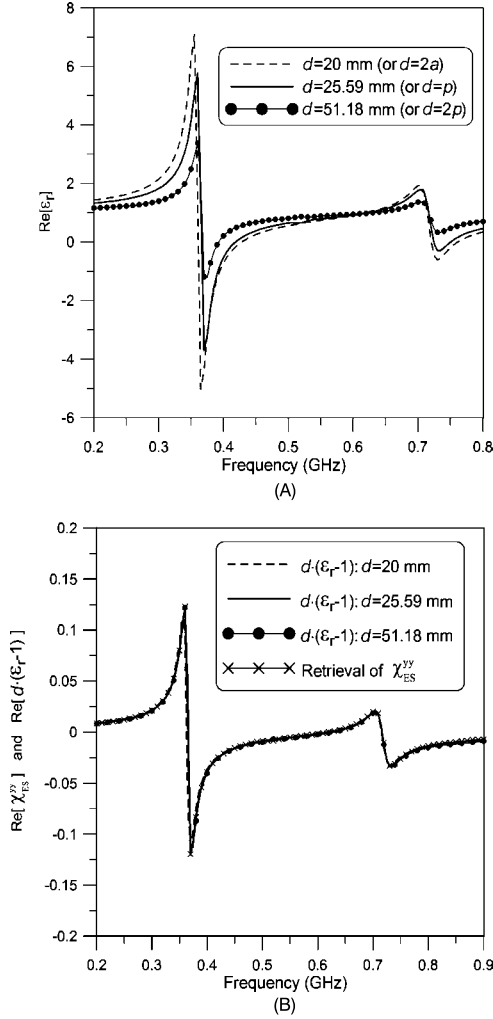 8
6
4
2
0
-2
-4
-6
Re[εr]
d=20 mm (or d=2a)
d=25.59 mm (or d=p)
d=51.18 mm (or d=2p)
0.2 0.3 0.4 0.5 0.6 0.7 0.8
Frequency (GHz)
(A)
0.2
0.15
0.1
0.05
0
-0.05
-0.1
-0.15
-0.2
Re[ χ_ES^yy ] and Re[ d·(εr-1) ]
d·(εr-1): d=20 mm
d·(εr-1): d=25.59 mm
d·(εr-1): d=51.18 mm
Retrieval of χ_ES^yy
0.2 0.3 0.4 0.5 0.6 0.7 0.8 0.9
Frequency (GHz)
(B)